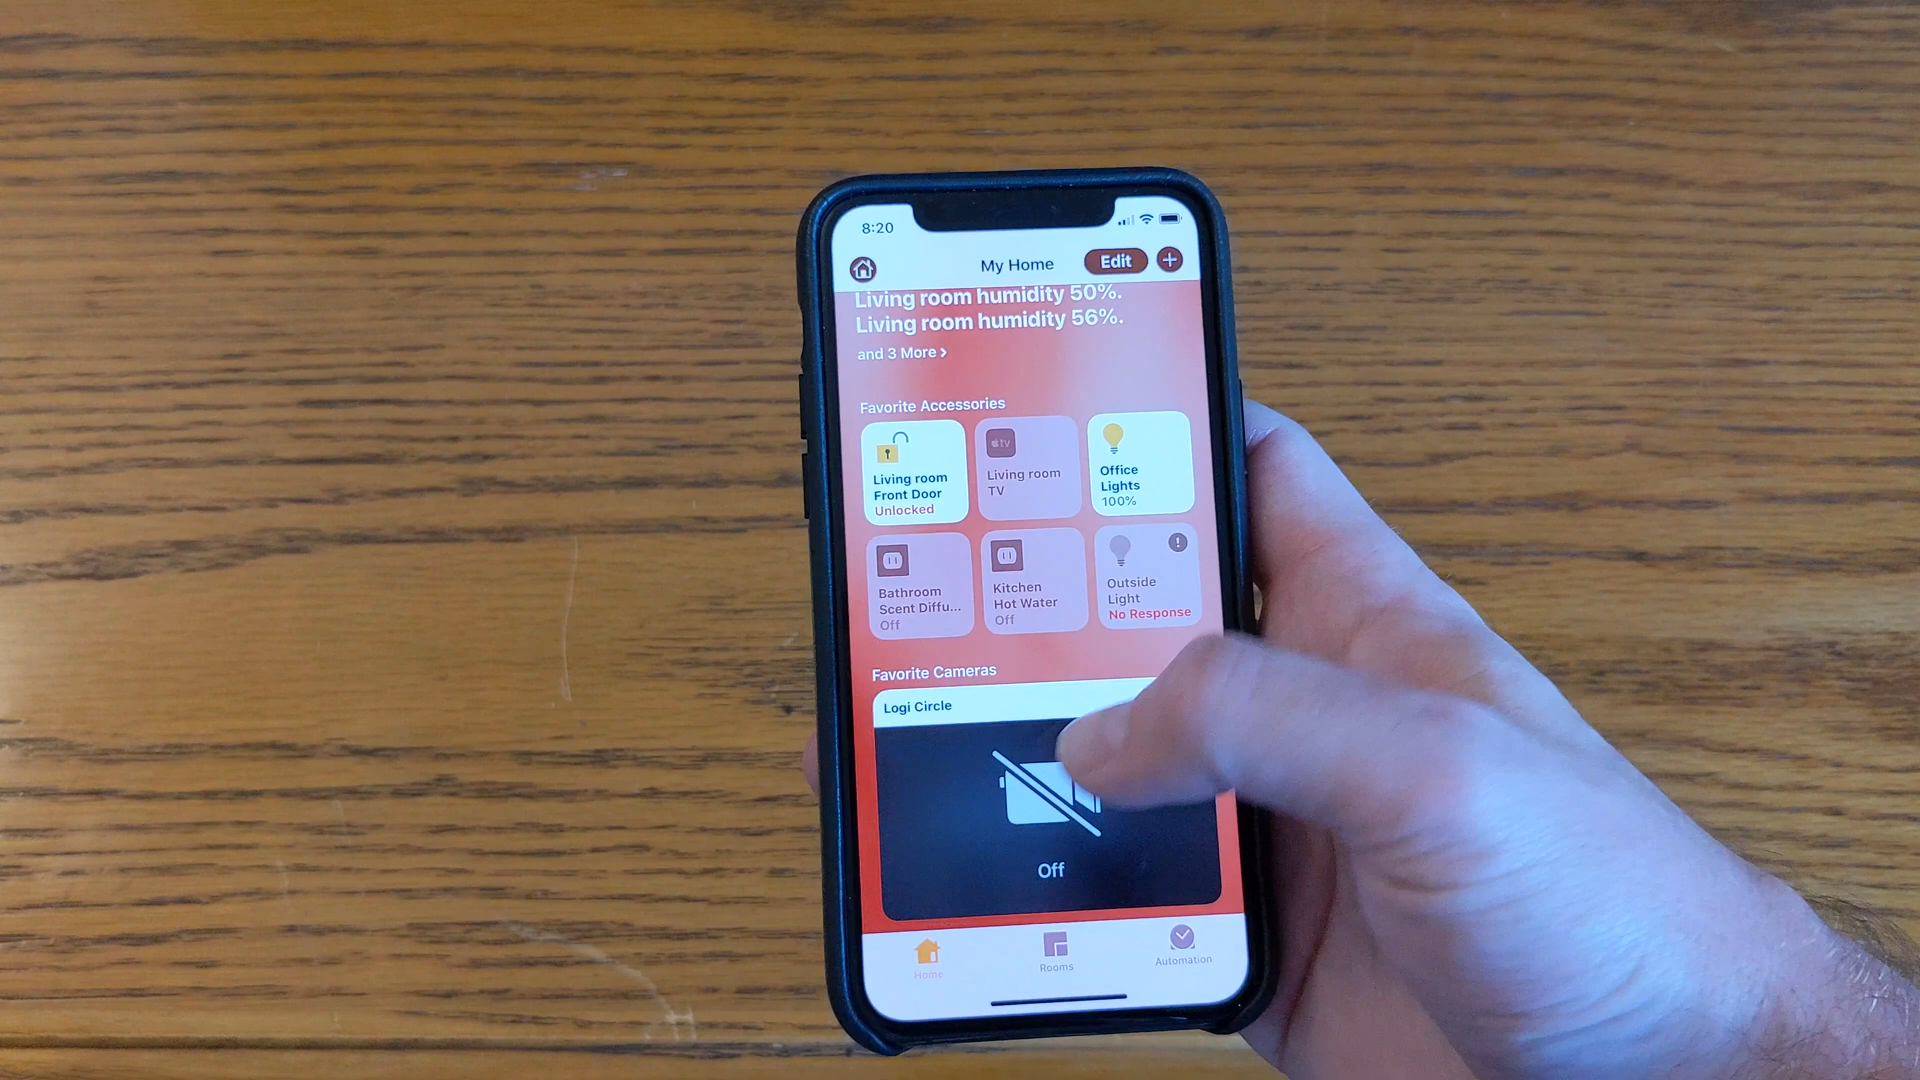 8:20
My Home
Edit
Living room humidity 50%.
Living room humidity 56%.
and 3 More >
Favorite Accessories
Living room
Front Door
Unlocked
tv
Living room
TV
Office
Lights
100%
Bathroom
Scent Diffu...
Off
Kitchen
Hot Water
Off
!
Outside
Light
No Response
Favorite Cameras
Logi Circle
Off
Home
Rooms
Automation